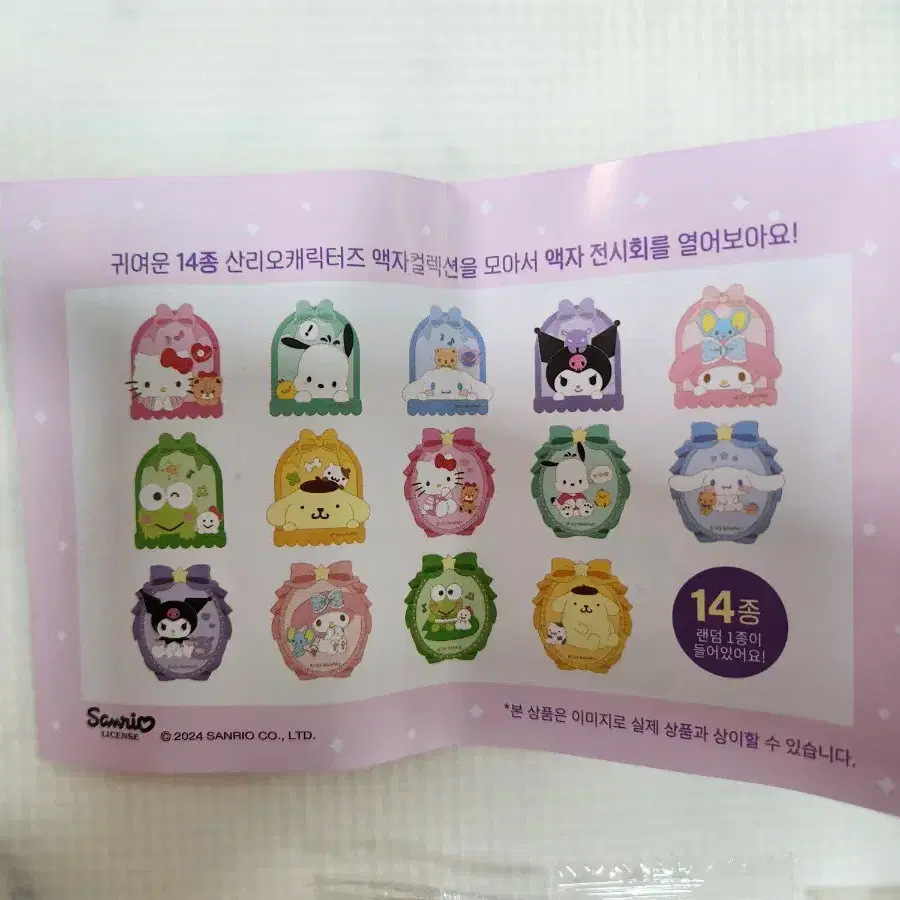 귀여운 14종 산리오캐릭터즈 액자컬렉션을 모아서 액자 전시회를 열어보아요!
14종
랜덤 1종이
들어있어요!
Sanrio
LICENSE
© 2024 SANRIO CO., LTD.
*본 상품은 이미지로 실제 상품과 상이할 수 있습니다.